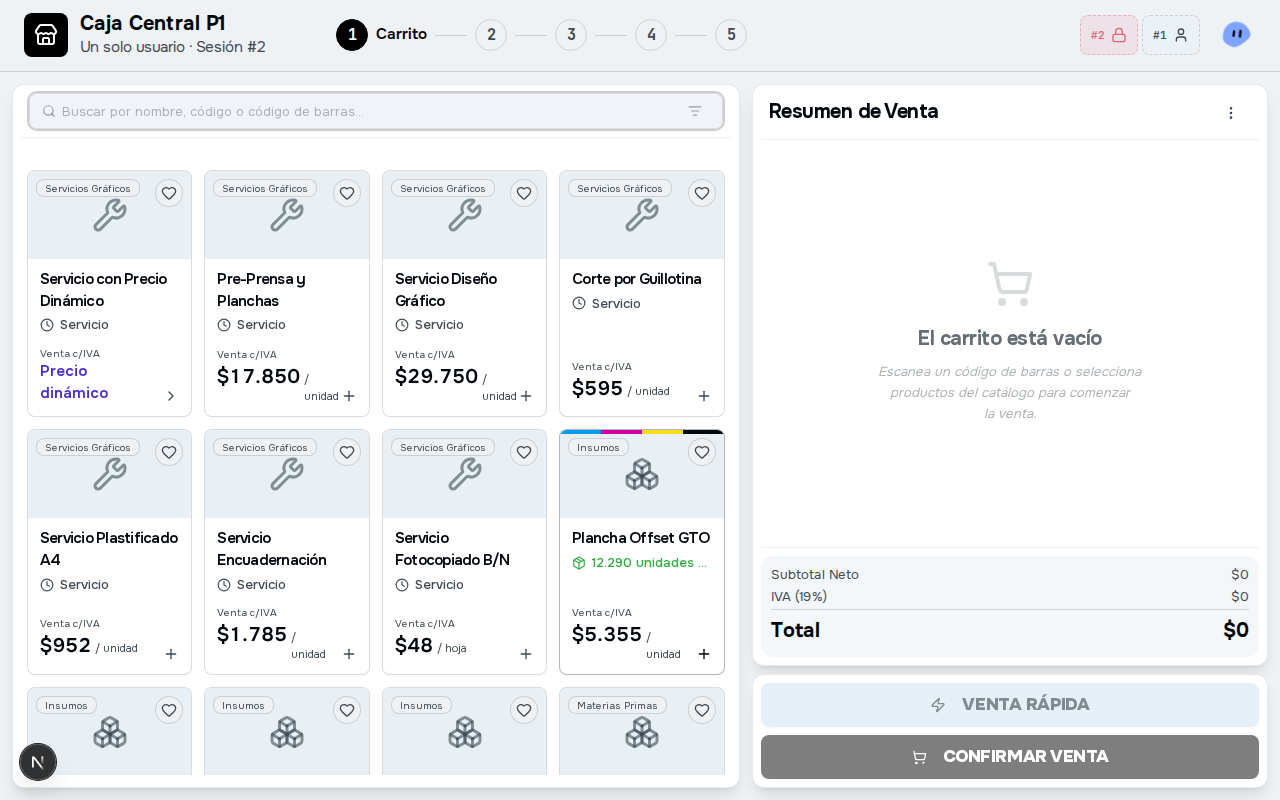 Caja Central P1
Un solo usuario · Sesión #2
1 Carrito 2 3 4 5
#2 #1
Buscar por nombre, código o código de barras...
Servicios Gráficos
Servicio con Precio
Dinámico
Servicio
Venta c/IVA
Precio
dinámico
Servicios Gráficos
Pre-Prensa y
Planchas
Servicio
Venta c/IVA
$17.850 /
unidad
Servicios Gráficos
Servicio Diseño
Gráfico
Servicio
Venta c/IVA
$29.750 /
unidad
Servicios Gráficos
Corte por Guillotina
Servicio
Venta c/IVA
$595 / unidad
Servicios Gráficos
Servicio Plastificado
A4
Servicio
Venta c/IVA
$952 / unidad
Servicios Gráficos
Servicio
Encuadernación
Servicio
Venta c/IVA
$1.785 /
unidad
Servicios Gráficos
Servicio
Fotocopiado B/N
Servicio
Venta c/IVA
$48 / hoja
Insumos
Plancha Offset GTO
12.290 unidades ...
Venta c/IVA
$5.355 /
unidad
Insumos
Insumos
Insumos
Materias Primas
N
Resumen de Venta
El carrito está vacío
Escanea un código de barras o selecciona
productos del catálogo para comenzar
la venta.
Subtotal Neto $0
IVA (19%) $0
Total $0
VENTA RÁPIDA
CONFIRMAR VENTA